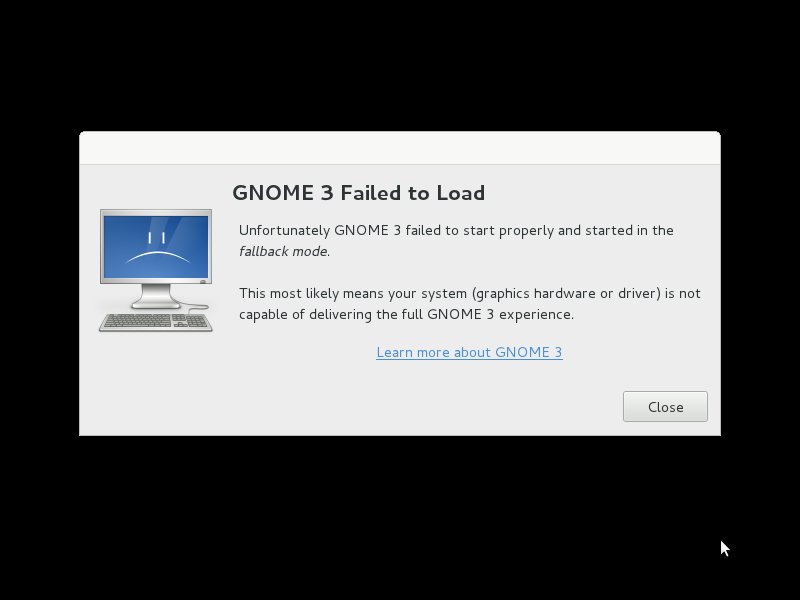 GNOME 3 Failed to Load
Unfortunately GNOME 3 failed to start properly and started in the
fallback mode.
This most likely means your system (graphics hardware or driver) is not
capable of delivering the full GNOME 3 experience.
Learn more about GNOME 3
Close